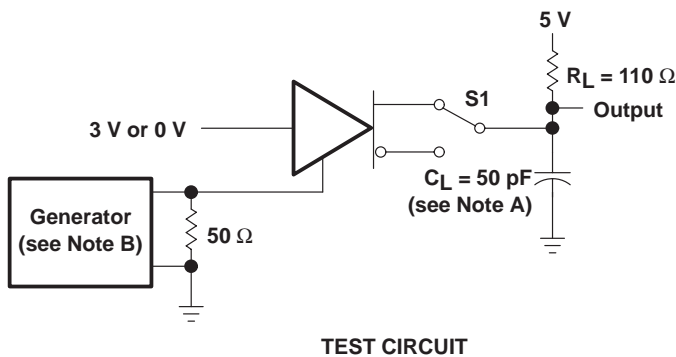 5 V
RL = 110 Ω
S1
Output
3 V or 0 V
CL = 50 pF
(see Note A)
Generator
(see Note B)
50 Ω
TEST CIRCUIT